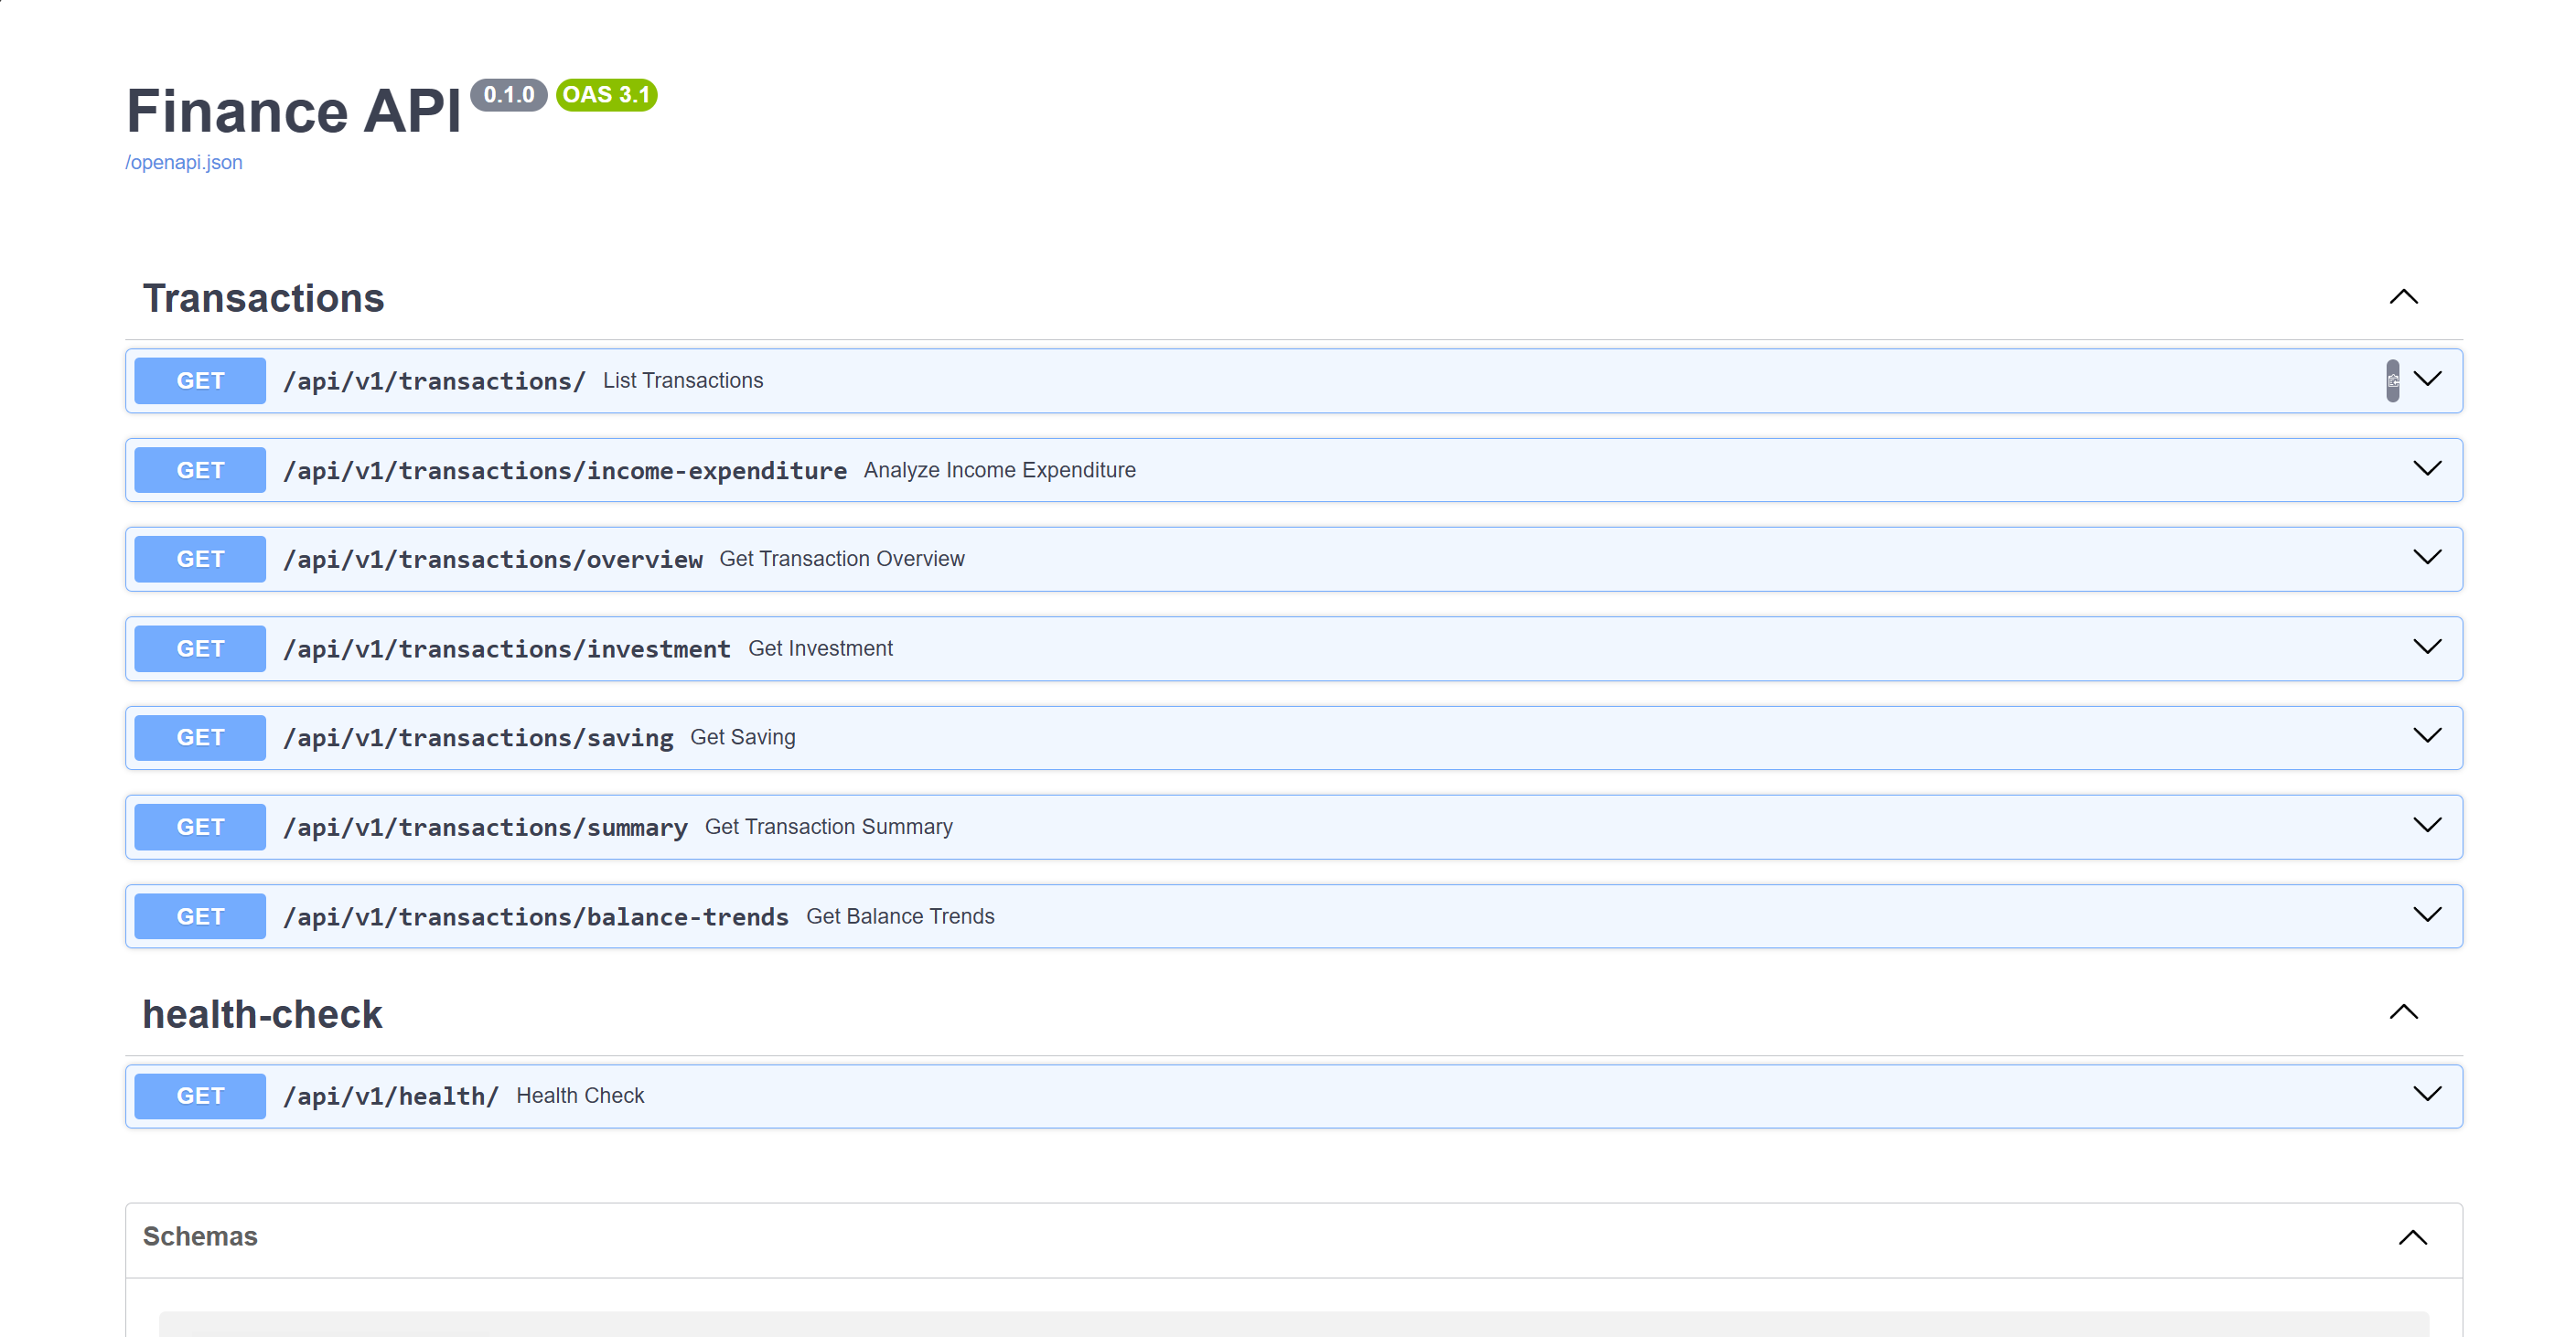 Finance API 0.1.0 OAS 3.1
/openapi.json
Transactions
GET /api/v1/transactions/ List Transactions
GET /api/v1/transactions/income-expenditure Analyze Income Expenditure
GET /api/v1/transactions/overview Get Transaction Overview
GET /api/v1/transactions/investment Get Investment
GET /api/v1/transactions/saving Get Saving
GET /api/v1/transactions/summary Get Transaction Summary
GET /api/v1/transactions/balance-trends Get Balance Trends
health-check
GET /api/v1/health/ Health Check
Schemas